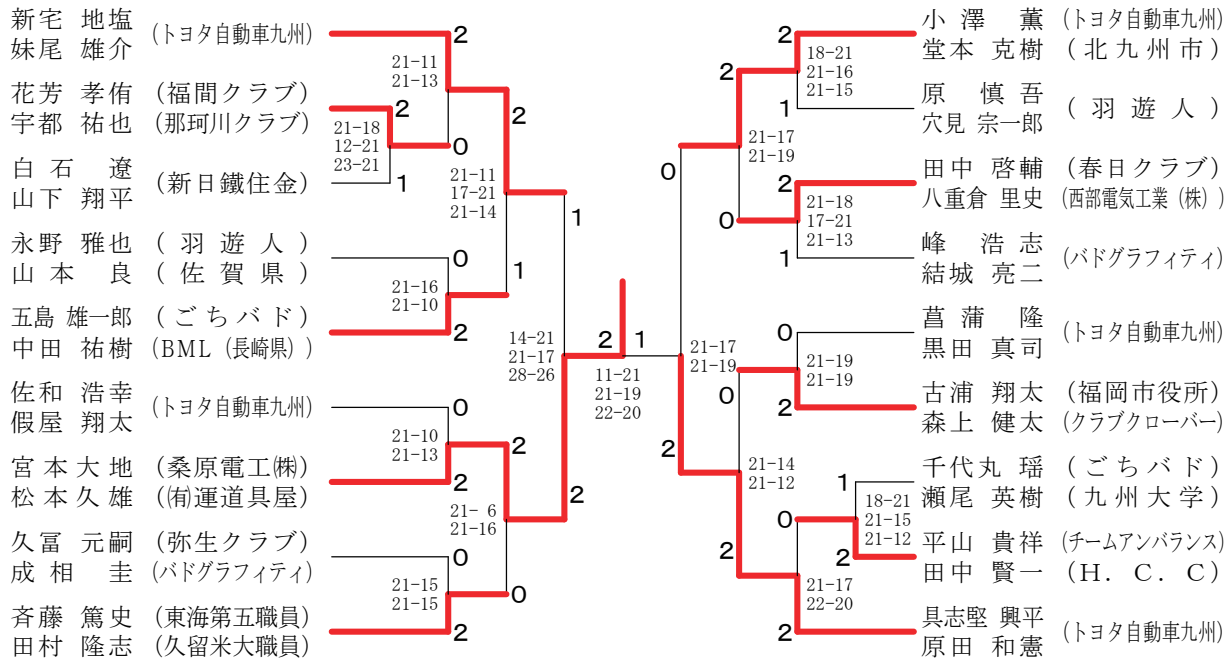 新宅 地塩 (トヨタ自動車九州)
妹尾 雄介
2
21-11
21-13
花芳 孝侑 (福間クラブ)
宇都 祐也 (那珂川クラブ)
2
21-18
12-21
23-21
0
2
白石 遼 (新日鐵住金)
山下 翔平
1
21-11
17-21
21-14
1
永野 雅也 (羽遊人)
山本 良 (佐賀県)
0
21-16
21-10
1
五島 雄一郎 (ごちバド)
中田 祐樹 (BML (長崎県))
2
14-21
21-17
28-26
佐和 浩幸 (トヨタ自動車九州)
假屋 翔太
0
21-10
21-13
2
宮本大地 (桑原電工㈱)
松本久雄 (㈲運道具屋)
2
21- 6
21-16
2
久冨 元嗣 (弥生クラブ)
成相 圭 (バドグラフィティ)
0
21-15
21-15
0
斉藤 篤史 (東海第五職員)
田村 隆志 (久留米大職員)
2
2 1
11-21
21-19
22-20
小澤 薫 (トヨタ自動車九州)
堂本 克樹 (北九州市)
2
18-21
21-16
21-15
2
原 慎吾 (羽遊人)
穴見 宗一郎
1
21-17
21-19
0
田中 啓輔 (春日クラブ)
八重倉 里史 (西部電気工業(株))
2
21-18
17-21
21-13
0
峰 浩志 (バドグラフィティ)
結城 亮二
1
21-17
21-19
菖蒲 隆 (トヨタ自動車九州)
黒田 真司
0
21-19
21-19
0
古浦 翔太 (福岡市役所)
森上 健太 (クラブクローバー)
2
21-14
21-12
2
千代丸 瑶 (ごちバド)
瀬尾 英樹 (九州大学)
1
18-21
21-15
21-12
0
平山 貴祥 (チームアンバランス)
田中 賢一 (H.C.C)
2
21-17
22-20
2
具志堅 興平 (トヨタ自動車九州)
原田 和憲
2